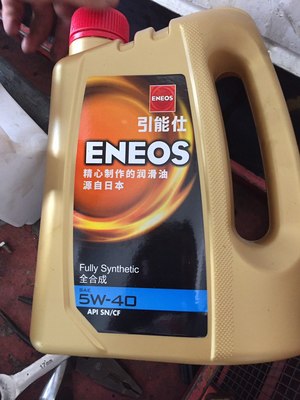 ENEOS
引能仕
ENEOS
精心制作的润滑油
源自日本
Fully Synthetic
全合成
SAE
5W-40
API SN/CF